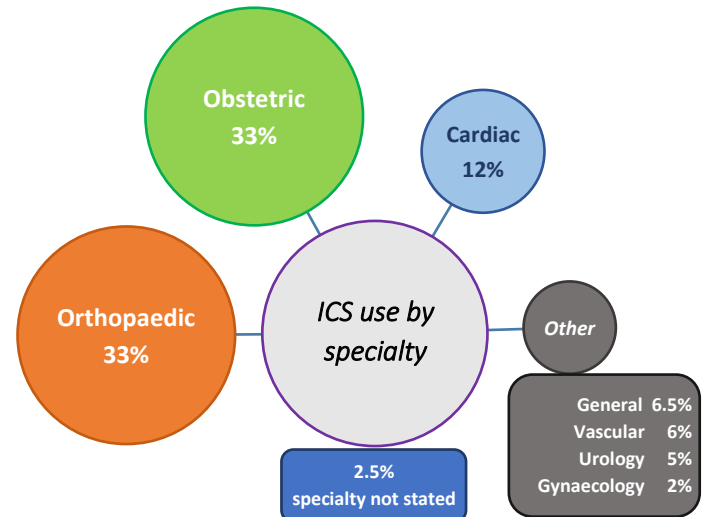 Obstetric
33%
Cardiac
12%
Orthopaedic
33%
ICS use by
specialty
Other
General 6.5%
Vascular 6%
Urology 5%
Gynaecology 2%
2.5%
specialty not stated